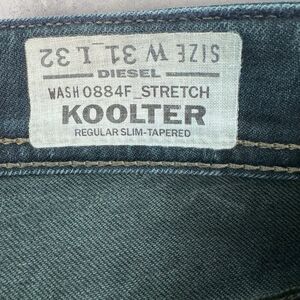 SIZE W 31 L 32
DIESEL
WASH 0884F_STRETCH
KOOLTER
REGULAR SLIM-TAPERED